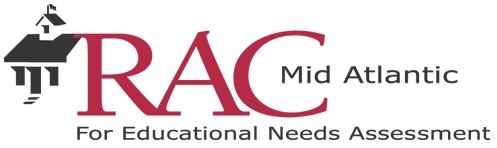 RAC Mid Atlantic
For Educational Needs Assessment